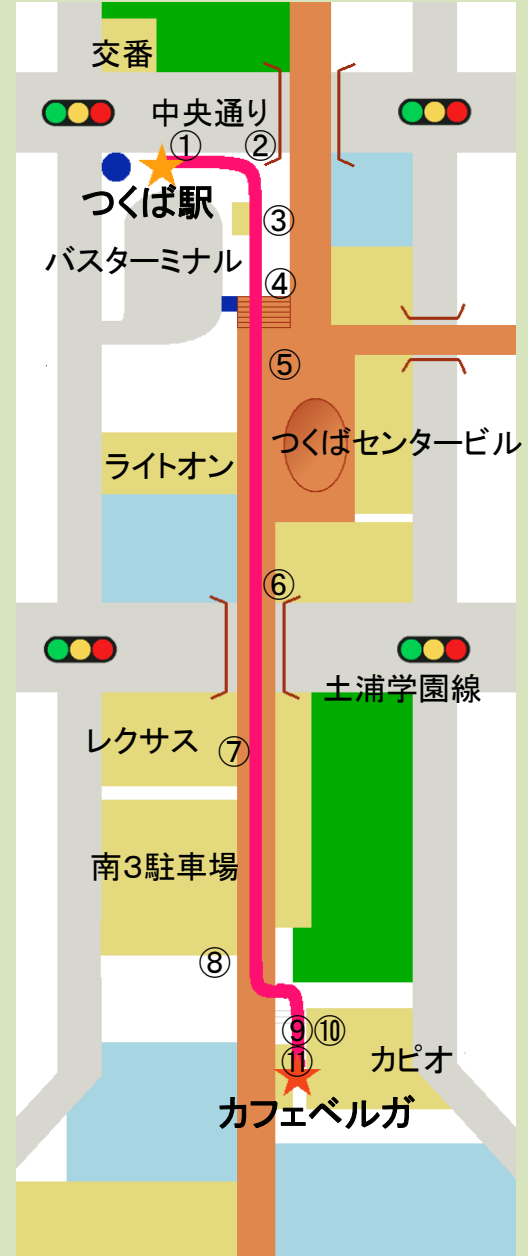 交番
中央通り
①
②
つくば駅
③
バスターミナル
④
⑤
つくばセンタービル
ライトオン
⑥
土浦学園線
レクサス
⑦
南3駐車場
⑧
⑨⑩
⑪
カピオ
カフェベルガ